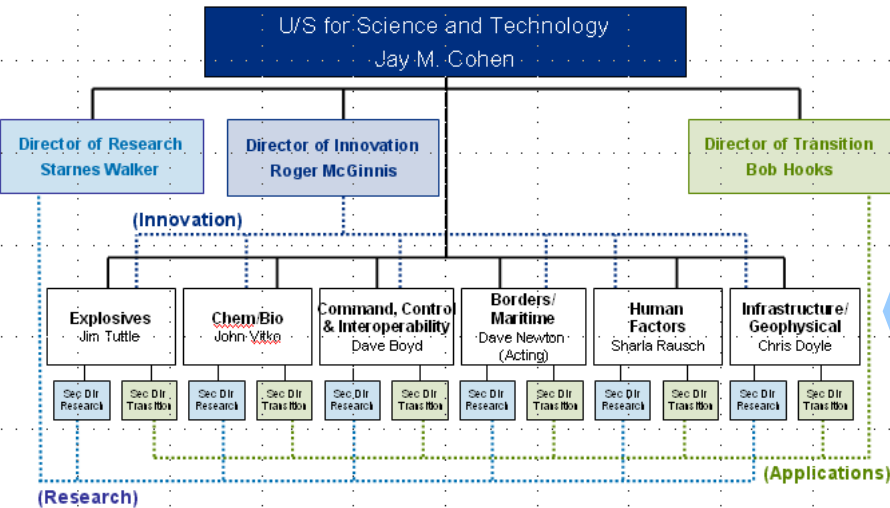 U/S for Science and Technology
Jay M. Cohen
Director of Research
Starnes Walker
Director of Innovation
Roger McGinnis
Director of Transition
Bob Hooks
(Innovation)
Explosives
Jim Tuttle
Chem/Bio
John Vitko
Command, Control
& Interoperability
Dave Boyd
Borders/
Maritime
Dave Newton
(Acting)
Human
Factors
Sharla Rausch
Infrastructure/
Geophysical
Chris Doyle
Sec Dir
Research
Sec Dir
Transition
Sec Dir
Research
Sec Dir
Transition
Sec Dir
Research
Sec Dir
Transition
Sec Dir
Research
Sec Dir
Transition
Sec Dir
Research
Sec Dir
Transition
Sec Dir
Research
Sec Dir
Transition
(Applications)
(Research)